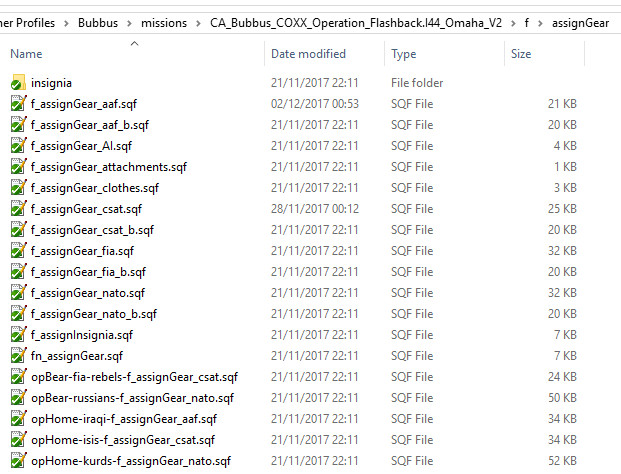 ner Profiles > Bubbus > missions > CA_Bubbus_COXX_Operation_Flashback.I44_Omaha_V2 > f > assignGear
Name Date modified Type Size
insignia 21/11/2017 22:11 File folder
f_assignGear_aaf.sqf 02/12/2017 00:53 SQF File 21 KB
f_assignGear_aaf_b.sqf 21/11/2017 22:11 SQF File 20 KB
f_assignGear_AI.sqf 21/11/2017 22:11 SQF File 4 KB
f_assignGear_attachments.sqf 21/11/2017 22:11 SQF File 1 KB
f_assignGear_clothes.sqf 21/11/2017 22:11 SQF File 3 KB
f_assignGear_csat.sqf 28/11/2017 00:12 SQF File 25 KB
f_assignGear_csat_b.sqf 21/11/2017 22:11 SQF File 20 KB
f_assignGear_fia.sqf 21/11/2017 22:11 SQF File 32 KB
f_assignGear_fia_b.sqf 21/11/2017 22:11 SQF File 20 KB
f_assignGear_nato.sqf 21/11/2017 22:11 SQF File 32 KB
f_assignGear_nato_b.sqf 21/11/2017 22:11 SQF File 20 KB
f_assignInsignia.sqf 21/11/2017 22:11 SQF File 7 KB
fn_assignGear.sqf 21/11/2017 22:11 SQF File 7 KB
opBear-fia-rebels-f_assignGear_csat.sqf 21/11/2017 22:11 SQF File 24 KB
opBear-russians-f_assignGear_nato.sqf 21/11/2017 22:11 SQF File 50 KB
opHome-iraqi-f_assignGear_aaf.sqf 21/11/2017 22:11 SQF File 34 KB
opHome-isis-f_assignGear_csat.sqf 21/11/2017 22:11 SQF File 34 KB
opHome-kurds-f_assignGear_nato.sqf 21/11/2017 22:11 SQF File 52 KB